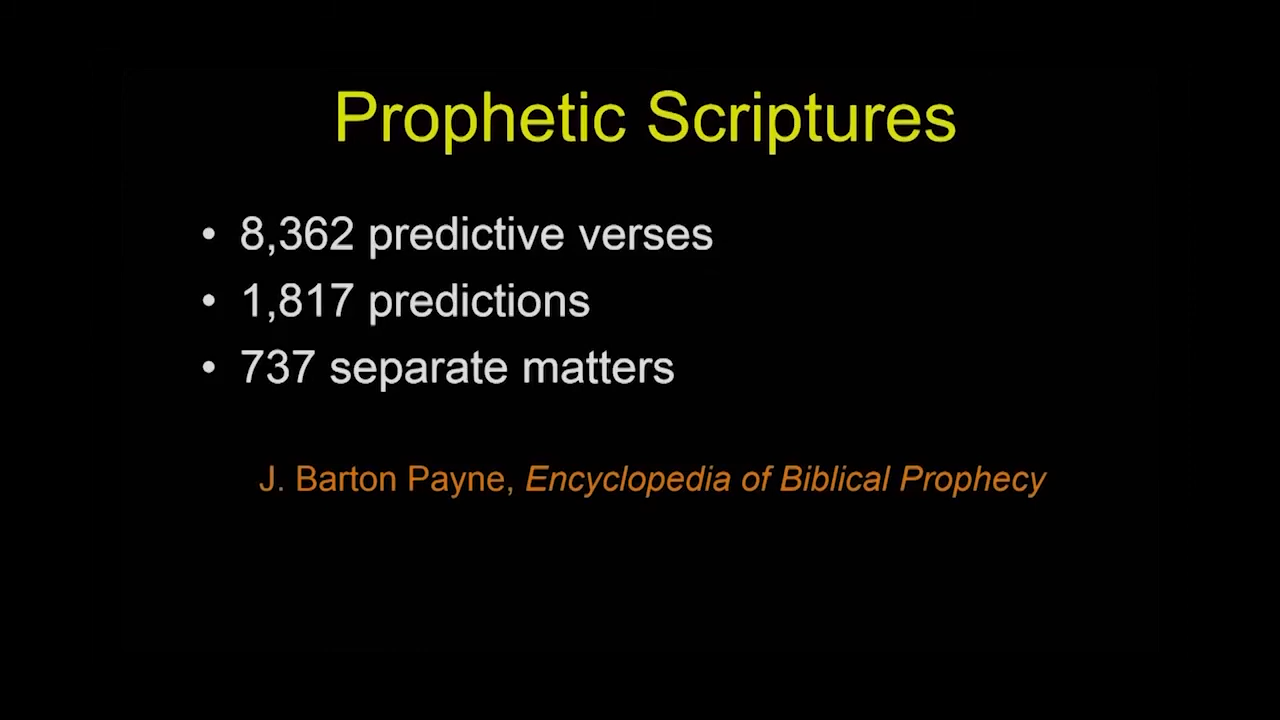 Prophetic Scriptures
• 8,362 predictive verses
• 1,817 predictions
• 737 separate matters
J. Barton Payne, Encyclopedia of Biblical Prophecy